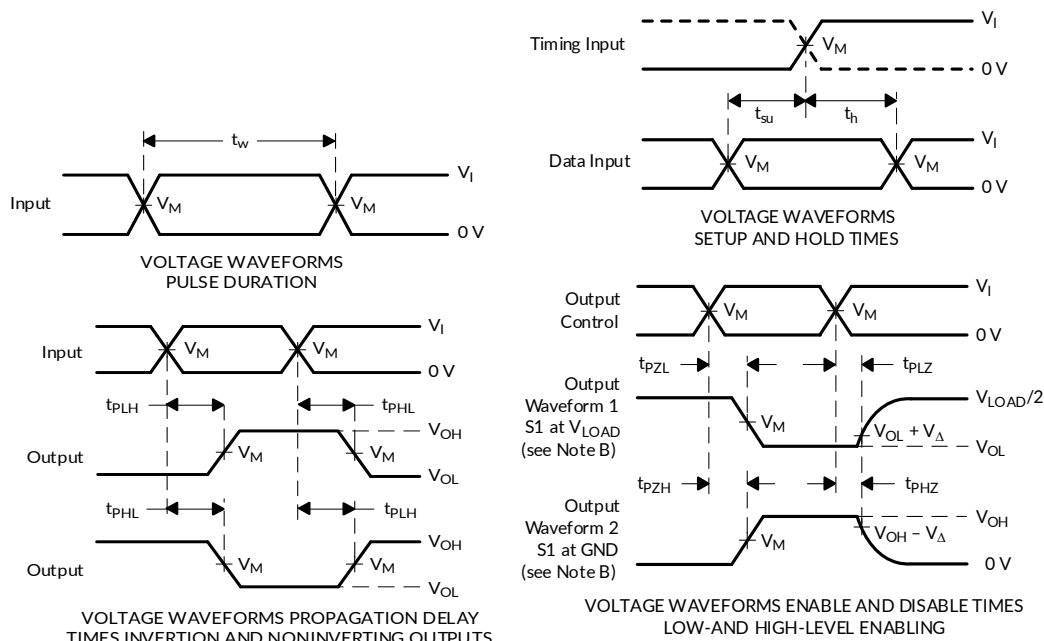 t_w
V_I
Input
V_M
V_M
0 V
VOLTAGE WAVEFORMS
PULSE DURATION
Timing Input
V_I
V_M
0 V
t_su
t_h
Data Input
V_I
V_M
V_M
0 V
VOLTAGE WAVEFORMS
SETUP AND HOLD TIMES
Input
V_I
V_M
V_M
0 V
t_PLH
t_PHL
Output
V_OH
V_M
V_M
V_OL
t_PHL
t_PLH
Output
V_OH
V_M
V_M
V_OL
VOLTAGE WAVEFORMS PROPAGATION DELAY
TIMES INVERTION AND NONINVERTING OUTPUTS
Output
Control
V_I
V_M
V_M
0 V
t_PZL
t_PLZ
Output
Waveform 1
S1 at V_LOAD
(see Note B)
V_LOAD/2
V_M
V_OL + V_Δ
V_OL
t_PZH
t_PHZ
Output
Waveform 2
S1 at GND
(see Note B)
V_OH
V_OH – V_Δ
V_M
0 V
VOLTAGE WAVEFORMS ENABLE AND DISABLE TIMES
LOW-AND HIGH-LEVEL ENABLING